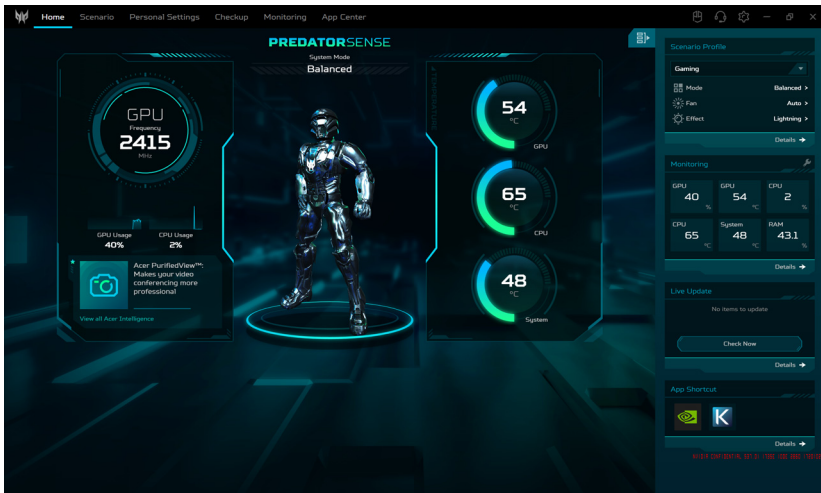 Home Scenario Personal Settings Checkup Monitoring App Center
PREDATORSENSE
System Mode
Balanced
GPU
Frequency
2415
MHz
GPU Usage
40%
CPU Usage
2%
Acer PurifiedView™:
Makes your video
conferencing more
professional
View all Acer Intelligence
54
°C
GPU
65
°C
CPU
48
°C
System
Scenario Profile
Gaming
Mode Balanced >
Fan Auto >
Effect Lightning >
Details →
Monitoring
GPU
40
%
GPU
54
°C
CPU
2
%
CPU
65
°C
System
48
°C
RAM
43.1
%
Details →
Live Update
No items to update
Check Now
Details →
App Shortcut
K
Details →